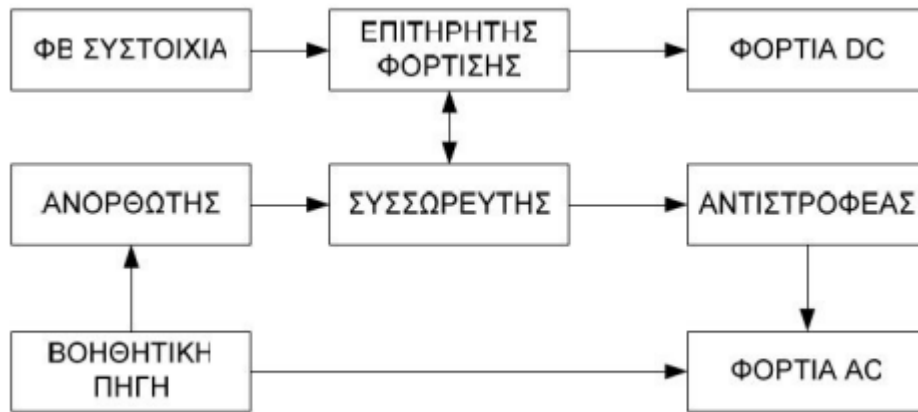 ΦΒ ΣΥΣΤΟΙΧΙΑ
ΕΠΙΤΗΡΗΤΗΣ
ΦΟΡΤΙΣΗΣ
ΦΟΡΤΙΑ DC
ΑΝΟΡΘΩΤΗΣ
ΣΥΣΣΩΡΕΥΤΗΣ
ΑΝΤΙΣΤΡΟΦΕΑΣ
ΒΟΗΘΗΤΙΚΗ
ΠΗΓΗ
ΦΟΡΤΙΑ AC